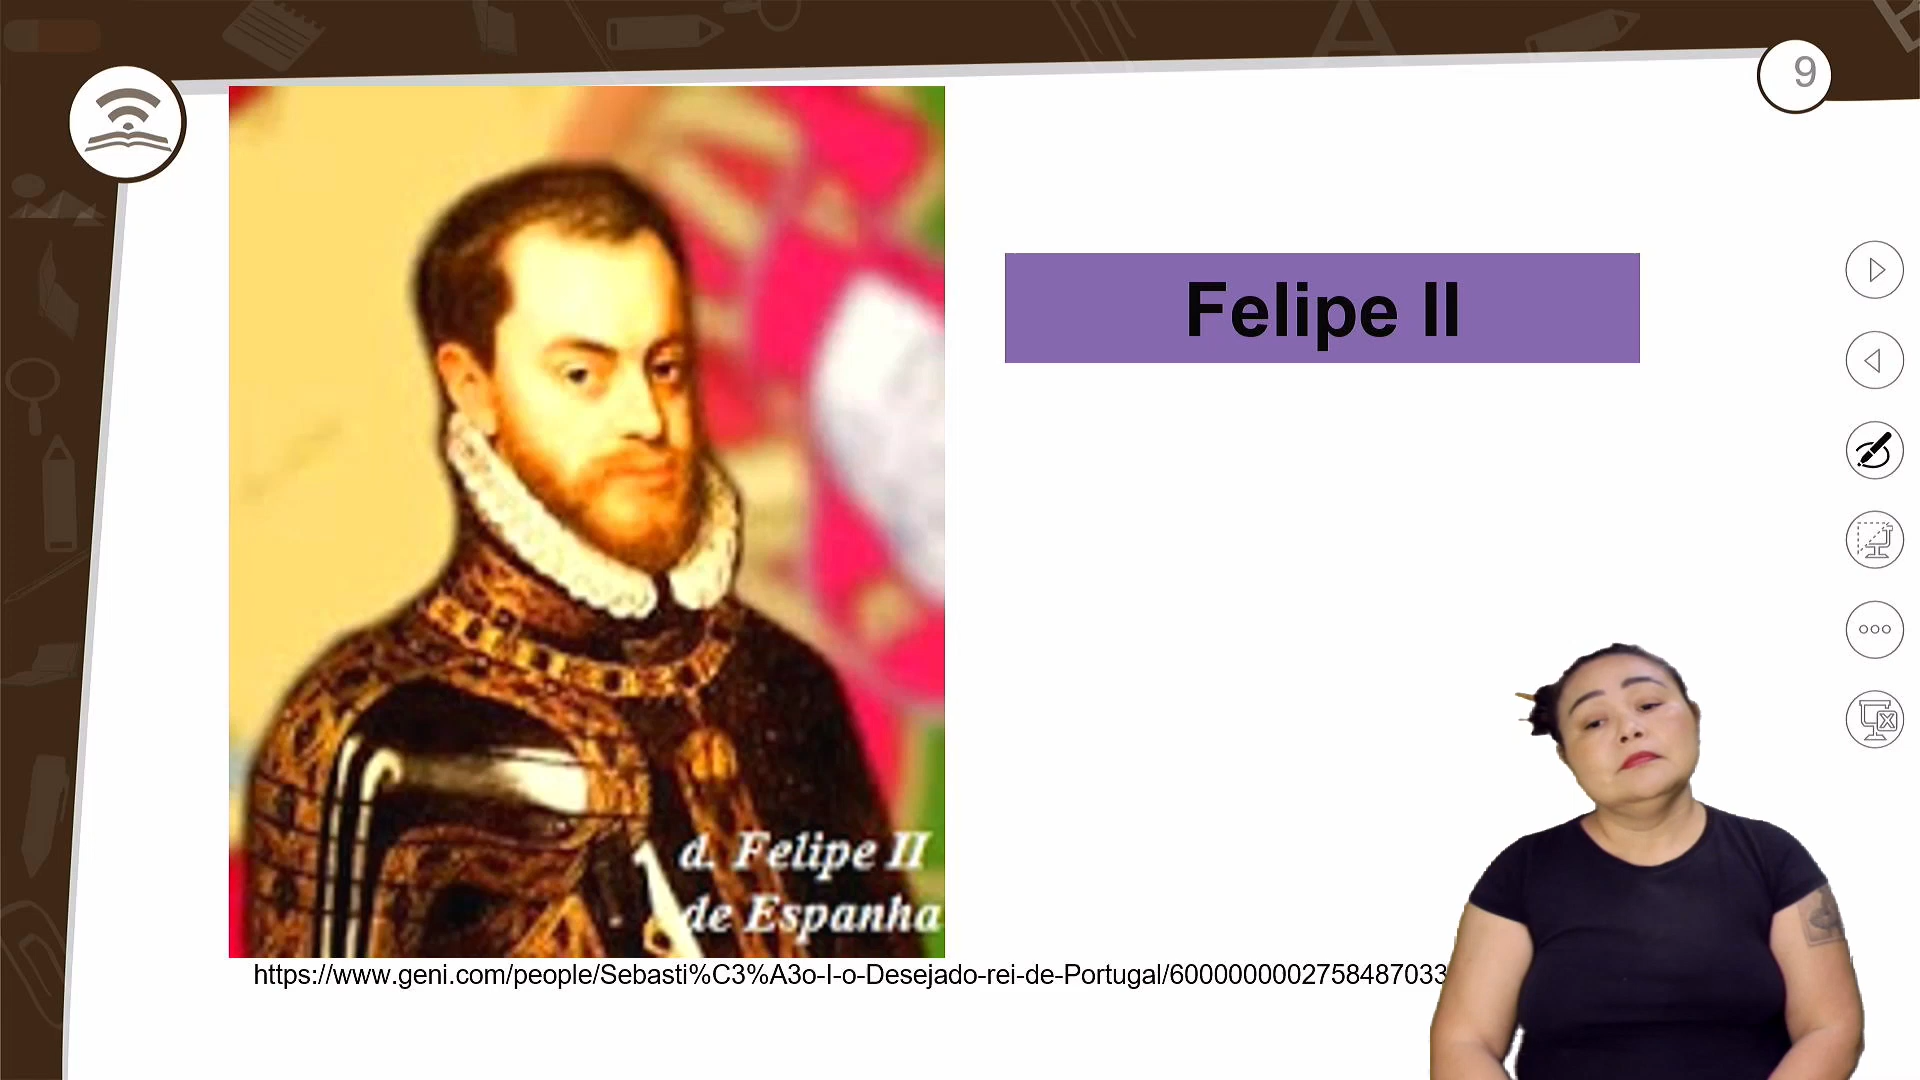 9
Felipe II
d. Felipe II
de Espanha
https://www.geni.com/people/Sebasti%C3%A3o-I-o-Desejado-rei-de-Portugal/6000000002758487033